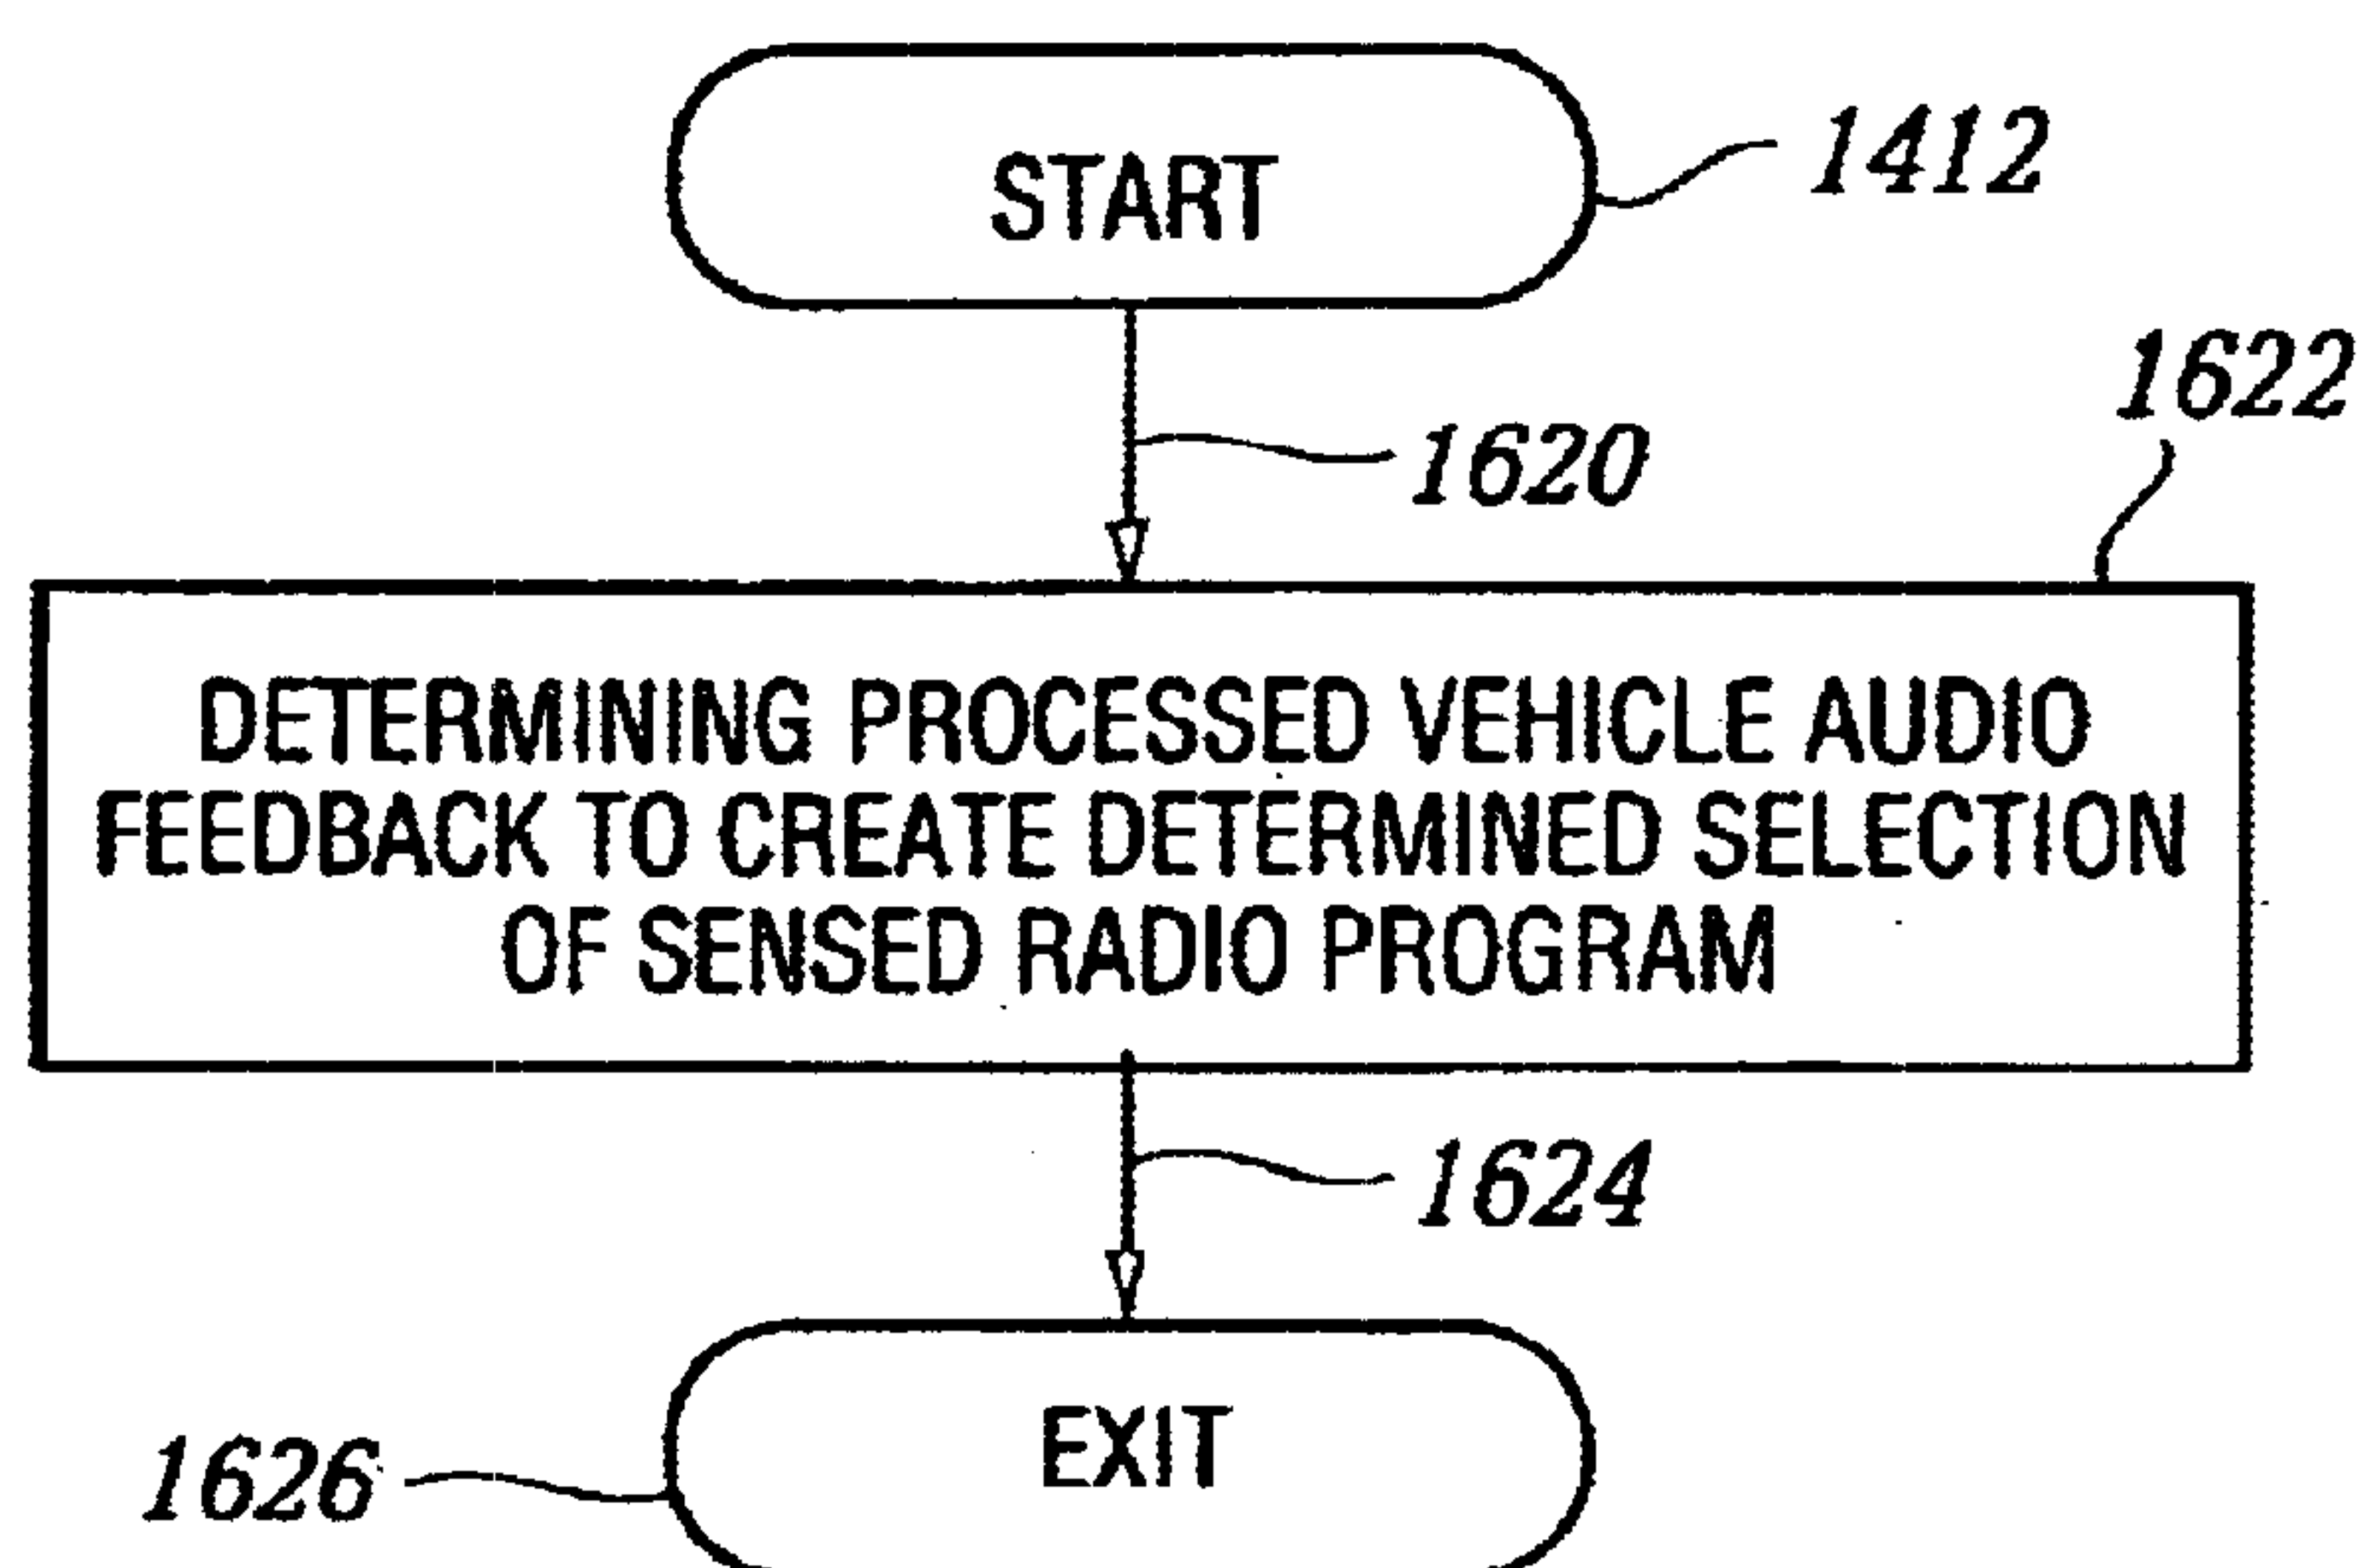 START
1412
1620
1622
DETERMINING PROCESSED VEHICLE AUDIO
FEEDBACK TO CREATE DETERMINED SELECTION
OF SENSED RADIO PROGRAM
1624
EXIT
1626